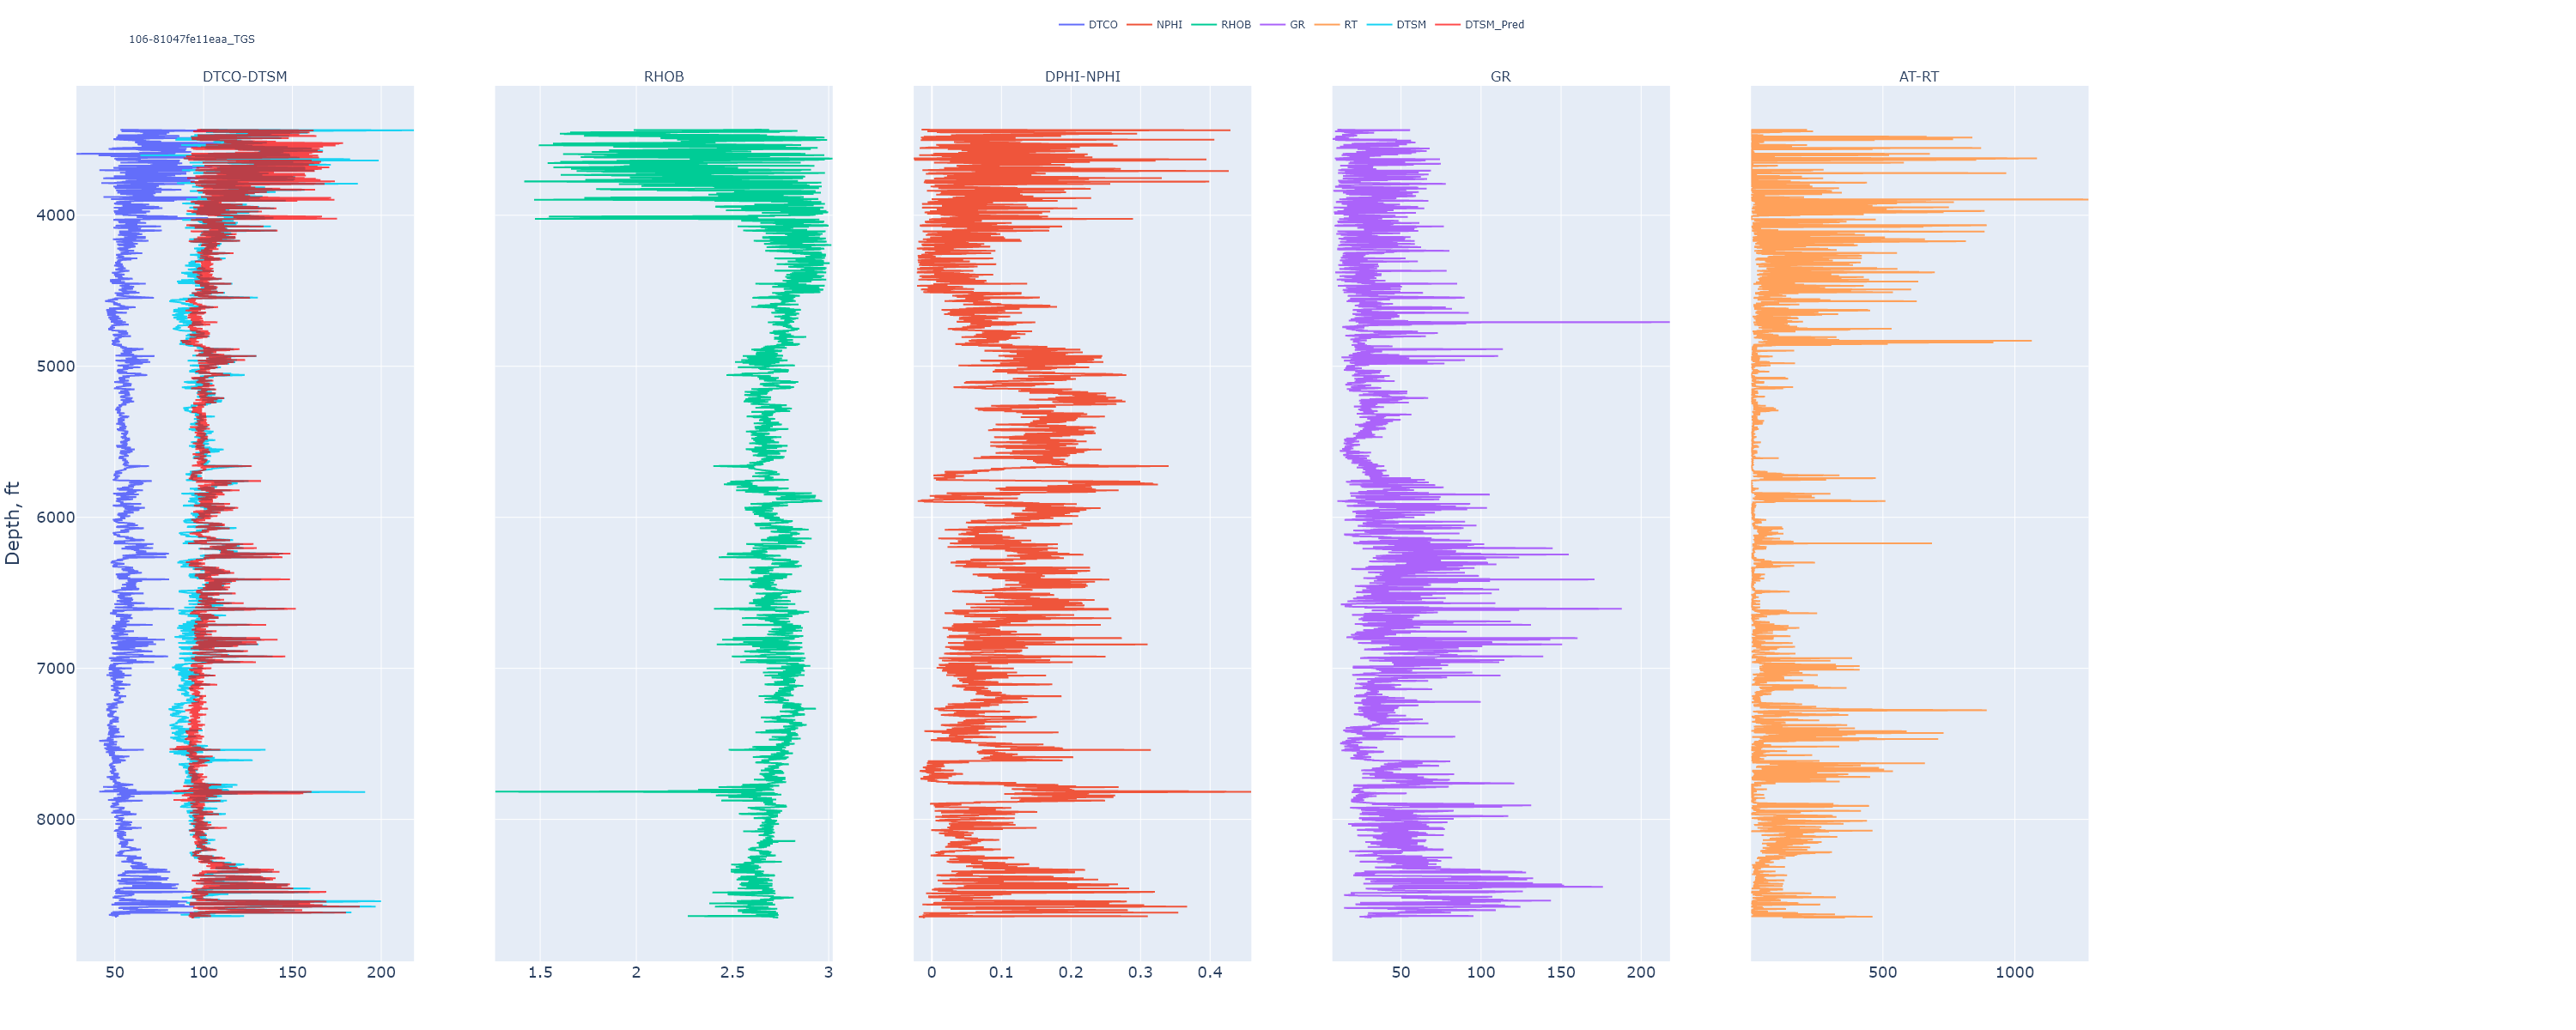 DTCO NPHI RHOB GR RT DTSM DTSM_Pred
106-81047fe11eaa_TGS
DTCO-DTSM RHOB DPHI-NPHI GR AT-RT
Depth, ft
4000
5000
6000
7000
8000
50 100 150 200 1.5 2 2.5 3 0 0.1 0.2 0.3 0.4 50 100 150 200 500 1000